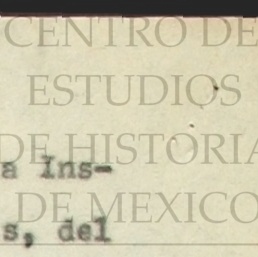 CENTRO DE
ESTUDIOS
DE HISTORIA
a Ins-
DE MEXICO
s, del